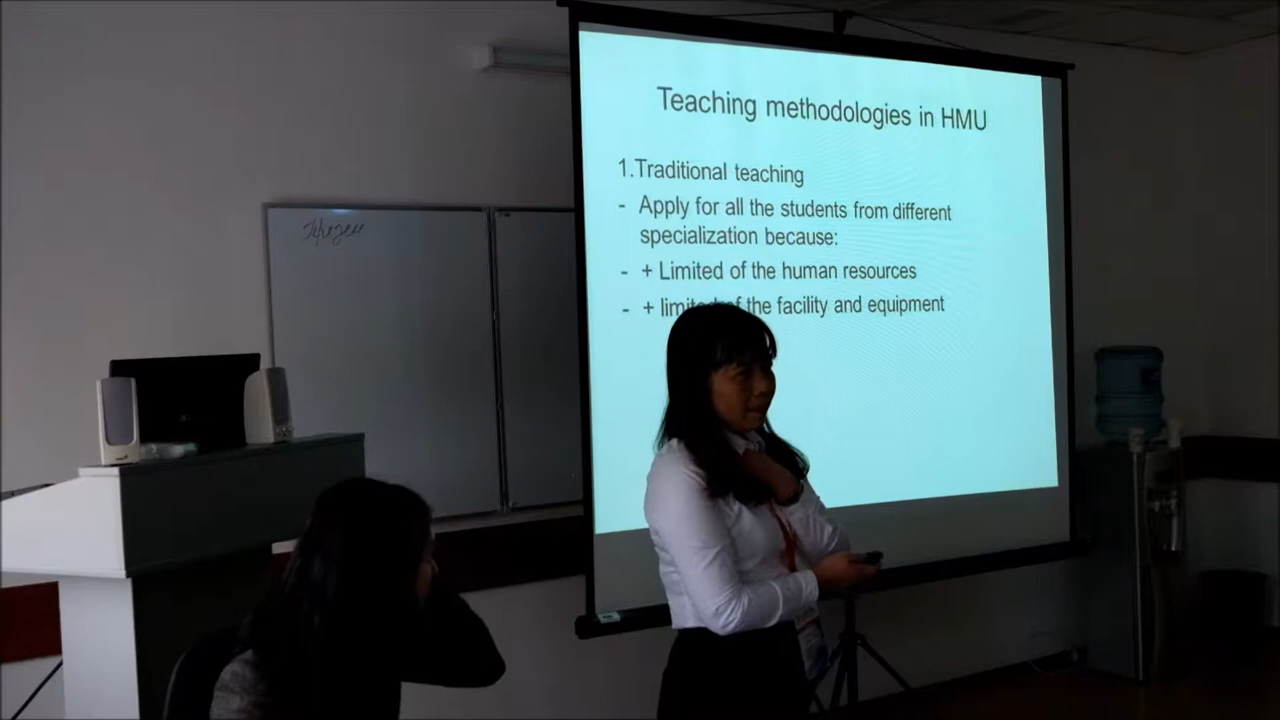 Teaching methodologies in HMU
1.Traditional teaching
- Apply for all the students from different
specialization because:
- + Limited of the human resources
- + limited of the facility and equipment